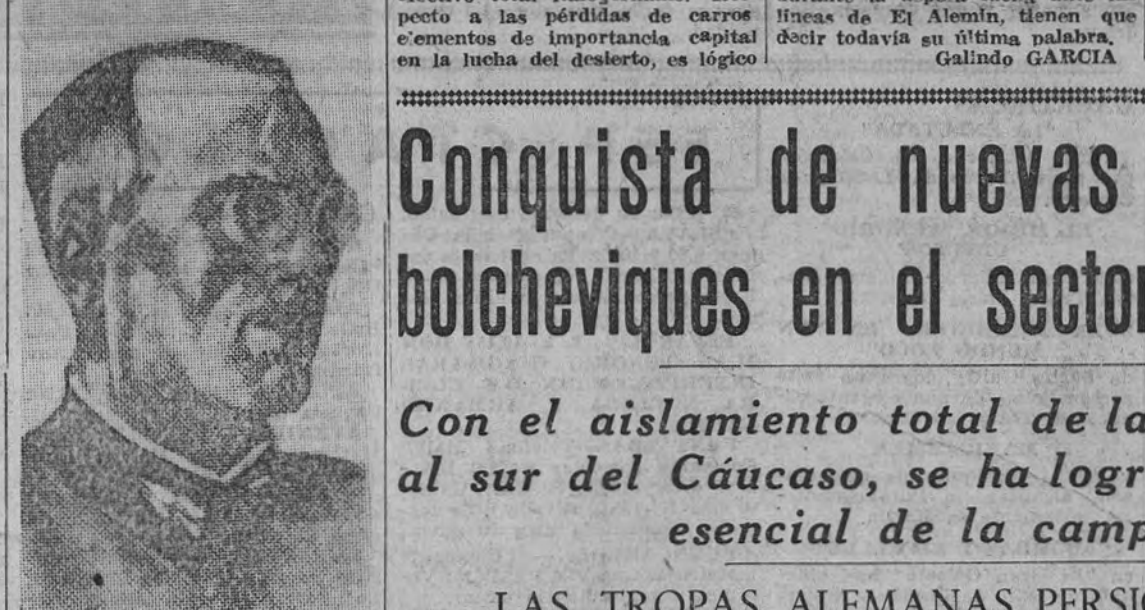 pecto a las pérdidas de carros
e'ementos de importancia capital
en la lucha del desierto, es lógico
líneas de El Alemin, tienen que
decir todavía su última palabra.
Galindo GARCIA
Conquista de nuevas
bolcheviques en el sector
Con el aislamiento total de la
al sur del Cáucaso, se ha logr
esencial de la camp
LAS TROPAS ALEMANAS PERSI